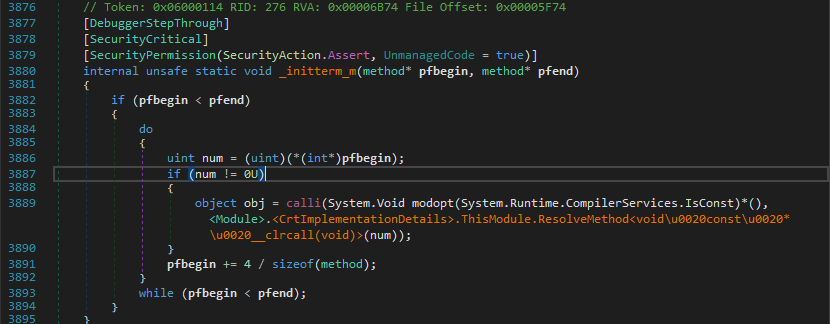 3876 // Token: 0x06000114 RID: 276 RVA: 0x00006B74 File Offset: 0x00005F74
3877 [DebuggerStepThrough]
3878 [SecurityCritical]
3879 [SecurityPermission(SecurityAction.Assert, UnmanagedCode = true)]
3880 internal unsafe static void _initterm_m(method* pfbegin, method* pfend)
3881 {
3882 if (pfbegin < pfend)
3883 {
3884 do
3885 {
3886 uint num = (uint)(*(int*)pfbegin);
3887 if (num != 0U)
3888 {
3889 object obj = calli(System.Void modopt(System.Runtime.CompilerServices.IsConst)*(),
<Module>.<CrtImplementationDetails>.ThisModule.ResolveMethod<void\u0020const\u0020*
\u0020__clrcall(void)>(num));
3890 }
3891 pfbegin += 4 / sizeof(method);
3892 }
3893 while (pfbegin < pfend);
3894 }
3895 }